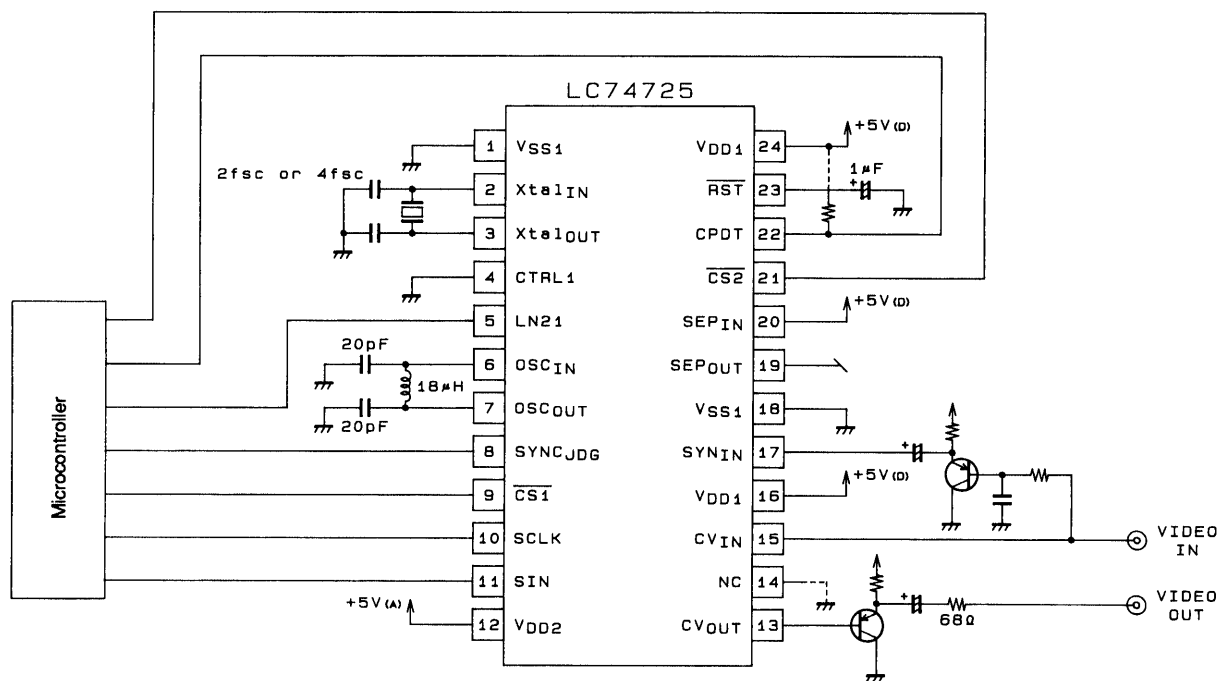 LC74725
2fsc or 4fsc
Microcontroller
1 VSS1
2 XtalIN
3 XtalOUT
4 CTRL1
5 LN21
20pF
6 OSCIN
18μH
7 OSCOUT
20pF
8 SYNCJDG
9 CS1
10 SCLK
11 SIN
+5V(A)
12 VDD2
+5V(D)
VDD1 24
1μF
+
RST 23
CPDT 22
CS2 21
+5V(D)
SEPIN 20
SEPOUT 19
VSS1 18
+
SYNIN 17
+5V(D)
VDD1 16
CVIN 15
VIDEO
IN
NC 14
+
68Ω
VIDEO
OUT
CVOUT 13